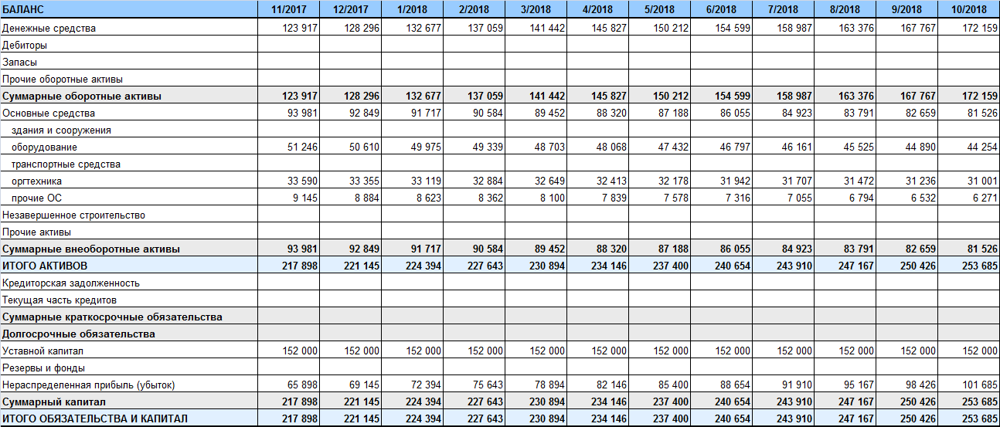 БАЛАНС 11/2017 12/2017 1/2018 2/2018 3/2018 4/2018 5/2018 6/2018 7/2018 8/2018 9/2018 10/2018
Денежные средства 123 917 128 296 132 677 137 059 141 442 145 827 150 212 154 599 158 987 163 376 167 767 172 159
Дебиторы
Запасы
Прочие оборотные активы
Суммарные оборотные активы 123 917 128 296 132 677 137 059 141 442 145 827 150 212 154 599 158 987 163 376 167 767 172 159
Основные средства 93 981 92 849 91 717 90 584 89 452 88 320 87 188 86 055 84 923 83 791 82 659 81 526
здания и сооружения
оборудование 51 246 50 610 49 975 49 339 48 703 48 068 47 432 46 797 46 161 45 525 44 890 44 254
транспортные средства
оргтехника 33 590 33 355 33 119 32 884 32 649 32 413 32 178 31 942 31 707 31 472 31 236 31 001
прочие ОС 9 145 8 884 8 623 8 362 8 100 7 839 7 578 7 316 7 055 6 794 6 532 6 271
Незавершенное строительство
Прочие активы
Суммарные внеоборотные активы 93 981 92 849 91 717 90 584 89 452 88 320 87 188 86 055 84 923 83 791 82 659 81 526
ИТОГО АКТИВОВ 217 898 221 145 224 394 227 643 230 894 234 146 237 400 240 654 243 910 247 167 250 426 253 685
Кредиторская задолженность
Текущая часть кредитов
Суммарные краткосрочные обязательства
Долгосрочные обязательства
Уставной капитал 152 000 152 000 152 000 152 000 152 000 152 000 152 000 152 000 152 000 152 000 152 000 152 000
Резервы и фонды
Нераспределенная прибыль (убыток) 65 898 69 145 72 394 75 643 78 894 82 146 85 400 88 654 91 910 95 167 98 426 101 685
Суммарный капитал 217 898 221 145 224 394 227 643 230 894 234 146 237 400 240 654 243 910 247 167 250 426 253 685
ИТОГО ОБЯЗАТЕЛЬСТВА И КАПИТАЛ 217 898 221 145 224 394 227 643 230 894 234 146 237 400 240 654 243 910 247 167 250 426 253 685